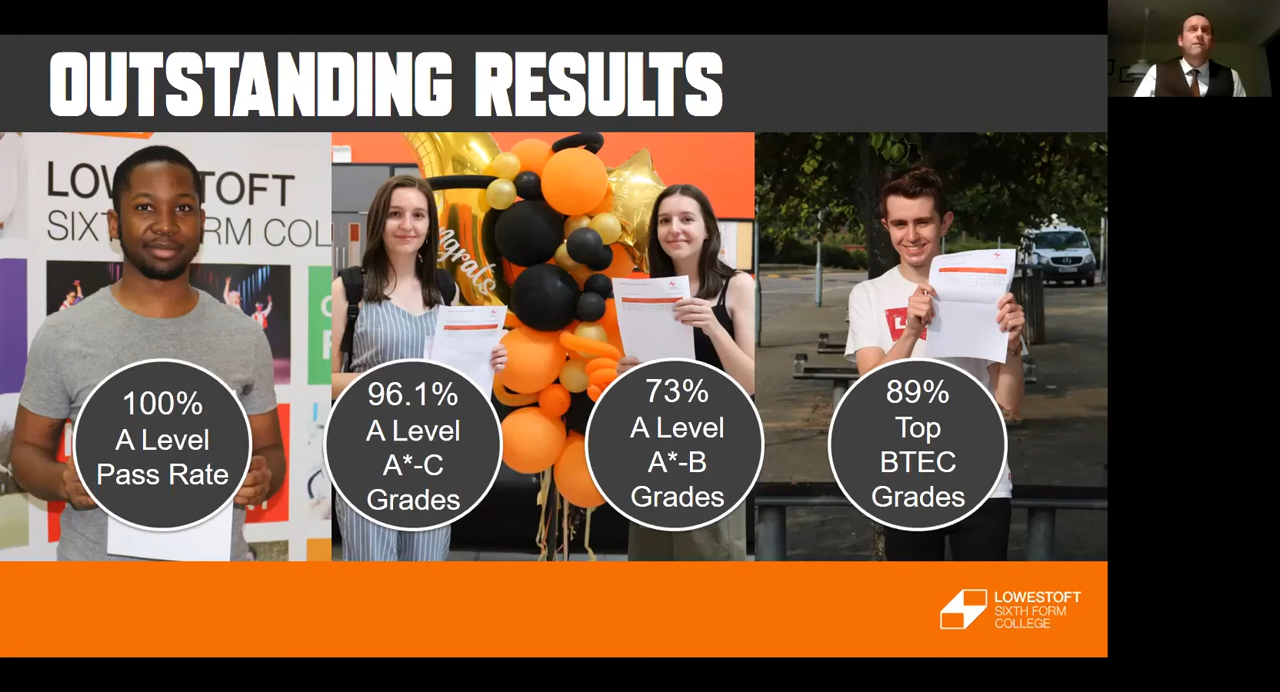 OUTSTANDING RESULTS
LOWESTOFT
SIXTH FORM COL
ongrats
100%
A Level
Pass Rate
96.1%
A Level
A*-C
Grades
73%
A Level
A*-B
Grades
89%
Top
BTEC
Grades
LOWESTOFT
SIXTH FORM
COLLEGE